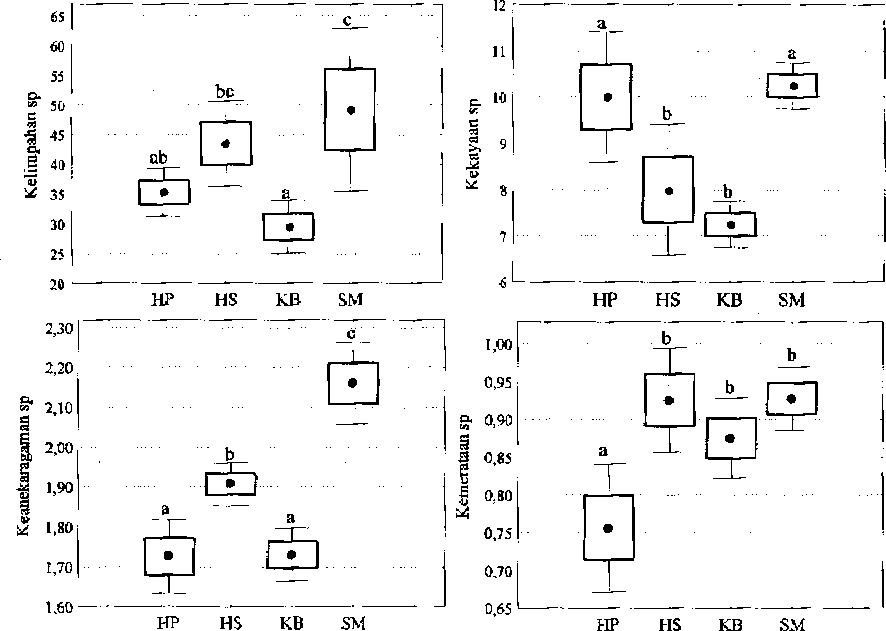 Kelimpahan sp
65
60
55
50
45
40
35
30
25
20
ab
bc
a
c
HP HS KB SM
Kekayaan sp
12
11
10
9
8
7
6
a
b
b
a
HP HS KB SM
Keanekaragaman sp
2,30
2,20
2,10
2,00
1,90
1,80
1,70
1,60
a
b
a
c
HP HS KB SM
Kemerataan sp
1,00
0,95
0,90
0,85
0,80
0,75
0,70
0,65
a
b
b
b
HP HS KB SM